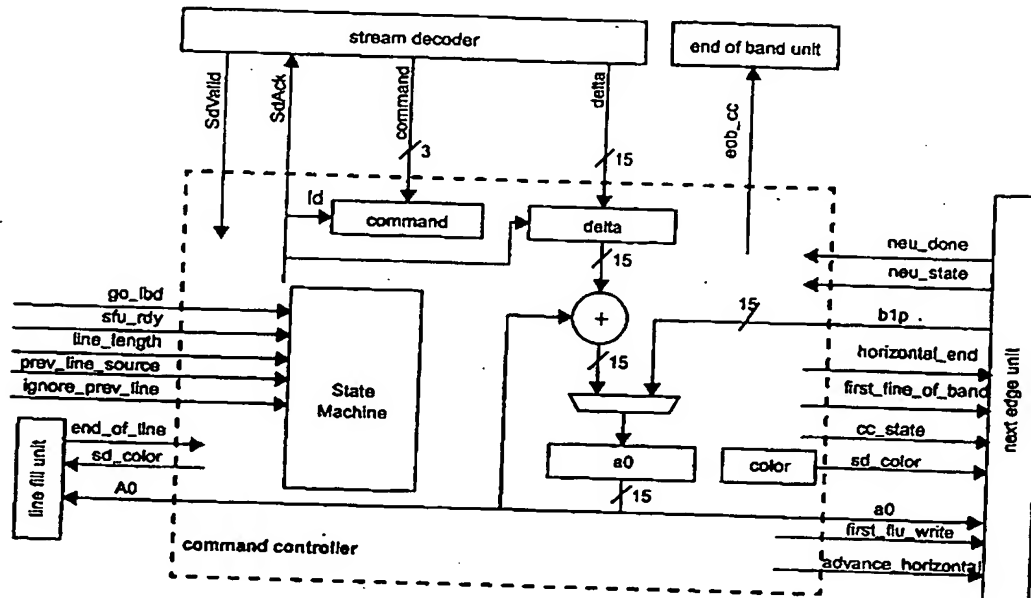 stream decoder
end of band unit
SdValid
SdAck
command
delta
eob_cc
3
15
ld
command
delta
15
neu_done
neu_state
15
b1p
go_lbd
sfu_rdy
line_length
prev_line_source
ignore_prev_line
State
Machine
+
15
horizontal_end
first_fine_of_band
cc_state
next edge unit
line fill unit
end_of_line
sd_color
A0
a0
color
sd_color
15
a0
first_flu_write
advance_horizontal
command controller